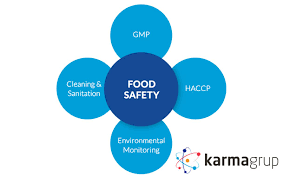 GMP
Cleaning &
Sanitation
FOOD
SAFETY
HACCP
Environmental
Monitoring
karmagrup